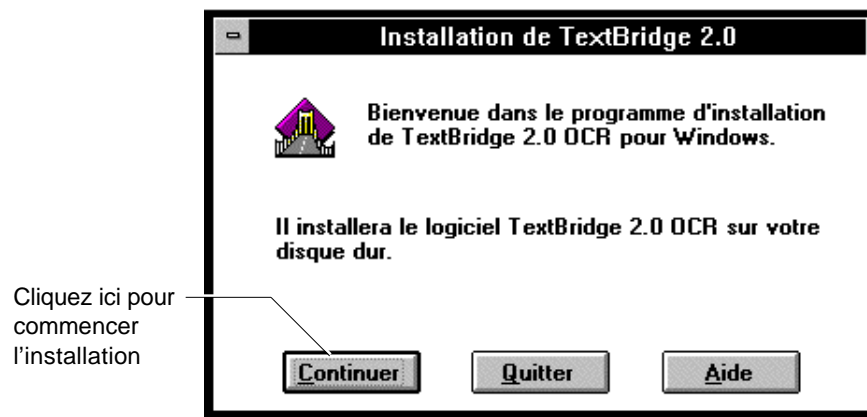 Installation de TextBridge 2.0
Bienvenue dans le programme d'installation
de TextBridge 2.0 OCR pour Windows.
Il installera le logiciel TextBridge 2.0 OCR sur votre
disque dur.
Cliquez ici pour
commencer
l’installation
Continuer
Quitter
Aide